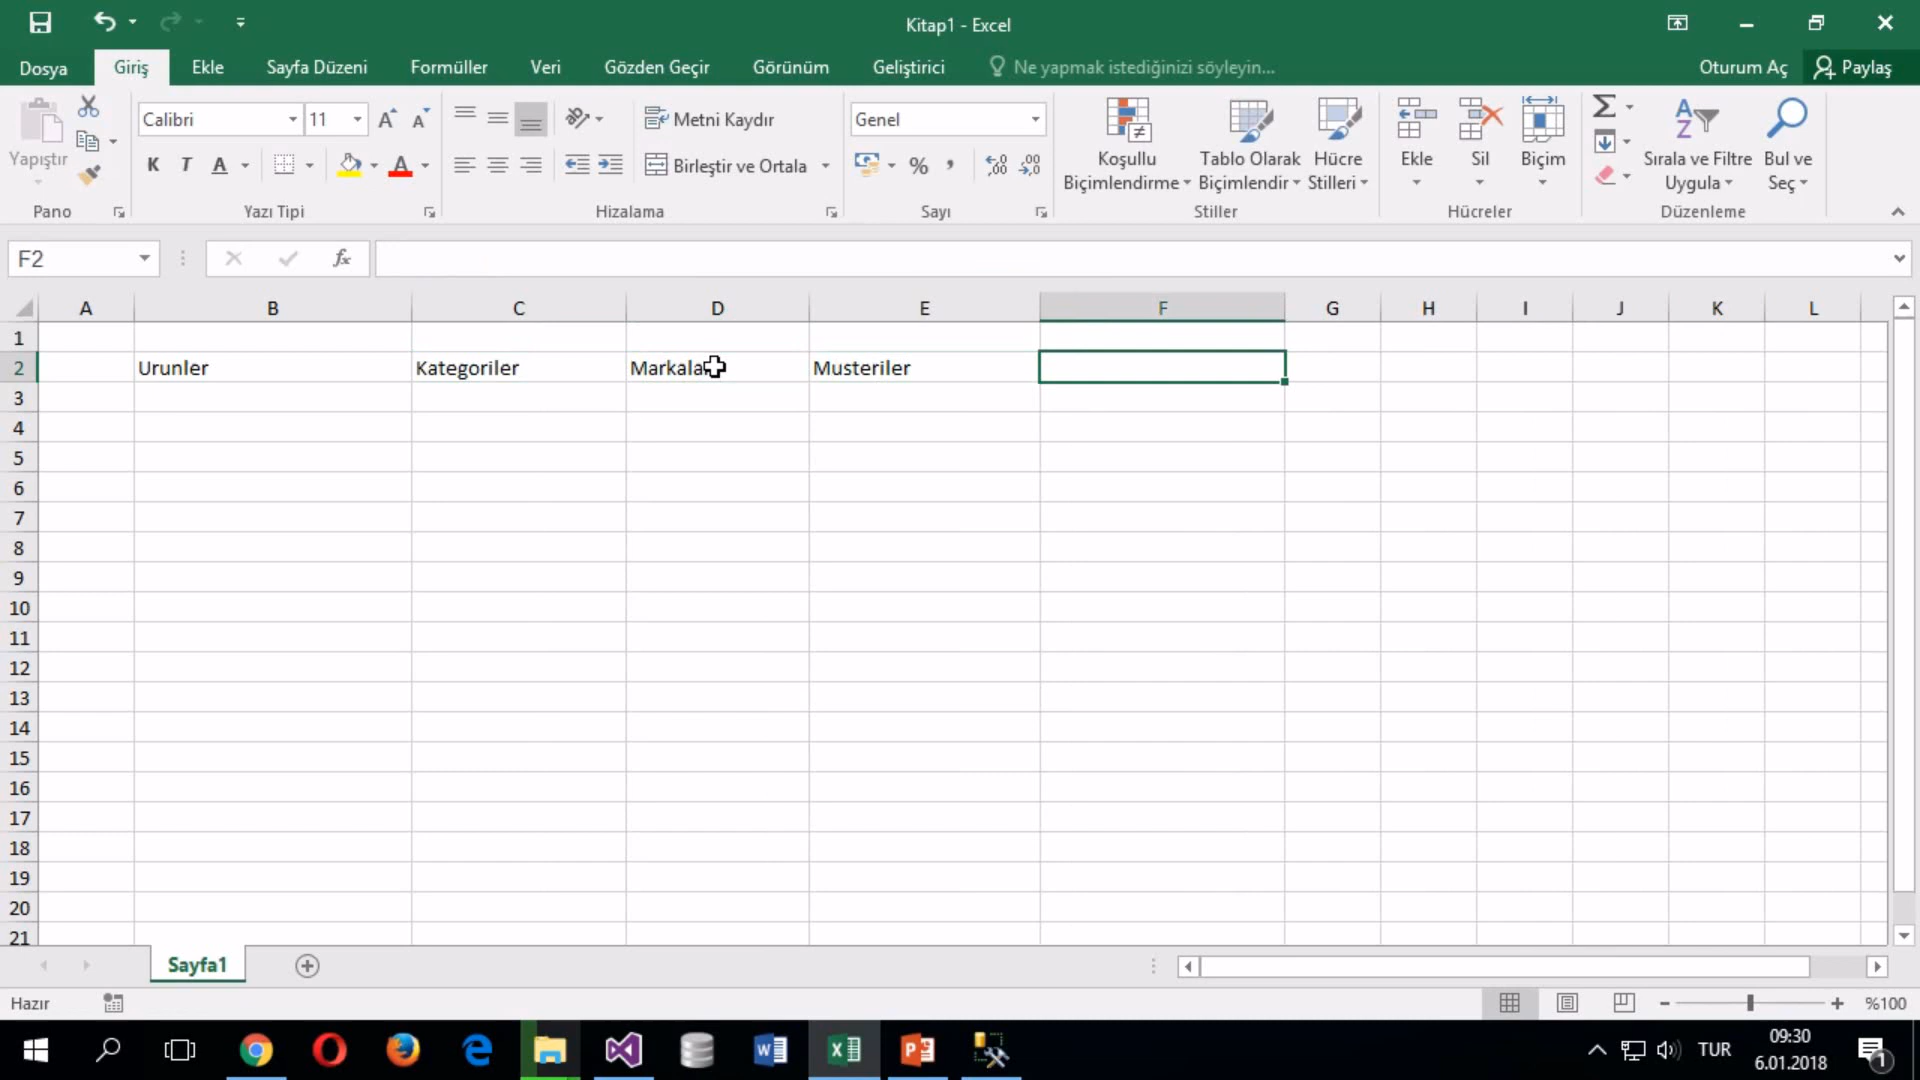 Kitap1 - Excel
Dosya Giriş Ekle Sayfa Düzeni Formüller Veri Gözden Geçir Görünüm Geliştirici Ne yapmak istediğinizi söyleyin... Oturum Aç Paylaş
Yapıştır
Pano
Calibri 11
K T A A
Yazı Tipi
Metni Kaydır
Birleştir ve Ortala
Hizalama
Genel
%
Sayı
Koşullu Biçimlendirme
Tablo Olarak Biçimlendir
Hücre Stilleri
Stiller
Ekle Sil Biçim
Hücreler
Sırala ve Filtre Uygula
Bul ve Seç
Düzenleme
F2 fx
A B C D E F G H I J K L
1
2 Urunler Kategoriler Markala Musteriler
3
4
5
6
7
8
9
10
11
12
13
14
15
16
17
18
19
20
21
Sayfa1
Hazır %100
TUR 09:30
6.01.2018 1